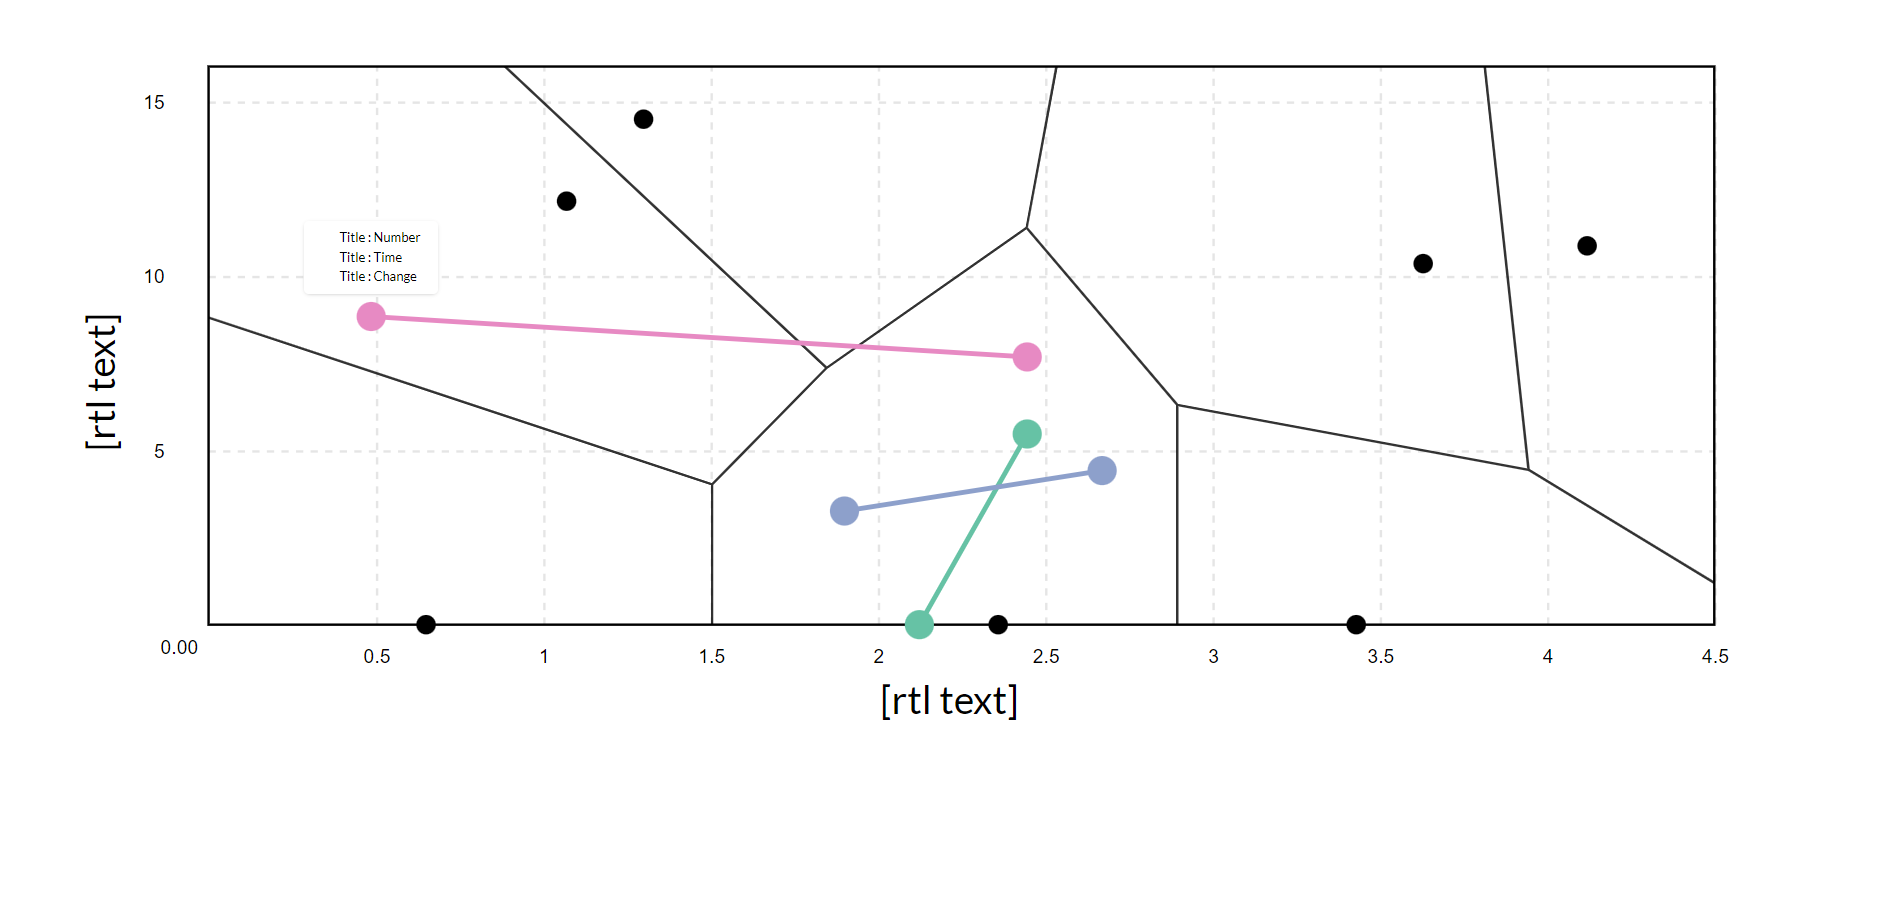 15
10
5
0.00
[rtl text]
Title : Number
Title : Time
Title : Change
0.5 1 1.5 2 2.5 3 3.5 4 4.5
[rtl text]